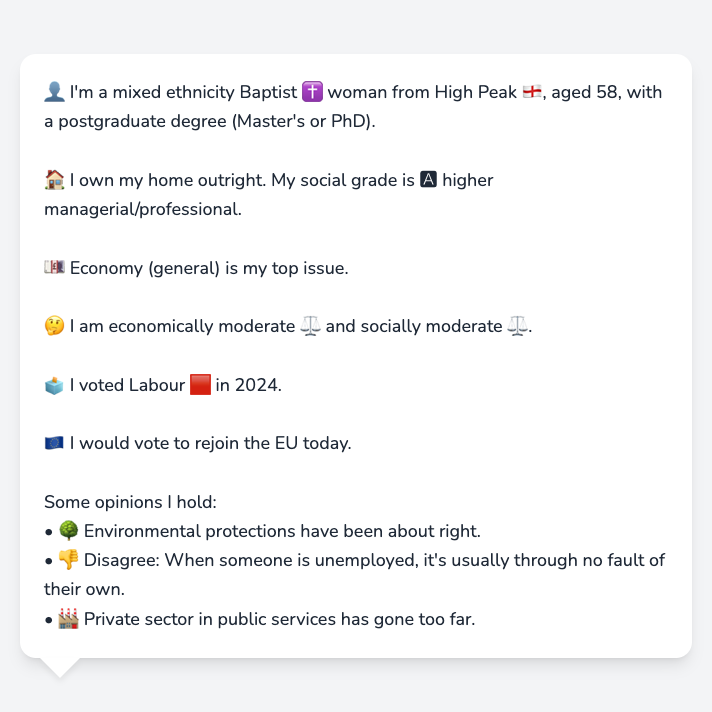 👤 I'm a mixed ethnicity Baptist ✝️ woman from High Peak 🏴󠁧󠁢󠁥󠁮󠁧󠁿, aged 58, with
a postgraduate degree (Master's or PhD).
🏠 I own my home outright. My social grade is 🅰 higher
managerial/professional.
💷 Economy (general) is my top issue.
🤔 I am economically moderate ⚖️ and socially moderate ⚖️.
🗳️ I voted Labour 🟥 in 2024.
🇪🇺 I would vote to rejoin the EU today.
Some opinions I hold:
• 🌳 Environmental protections have been about right.
• 👎 Disagree: When someone is unemployed, it's usually through no fault of
their own.
• 🏭 Private sector in public services has gone too far.